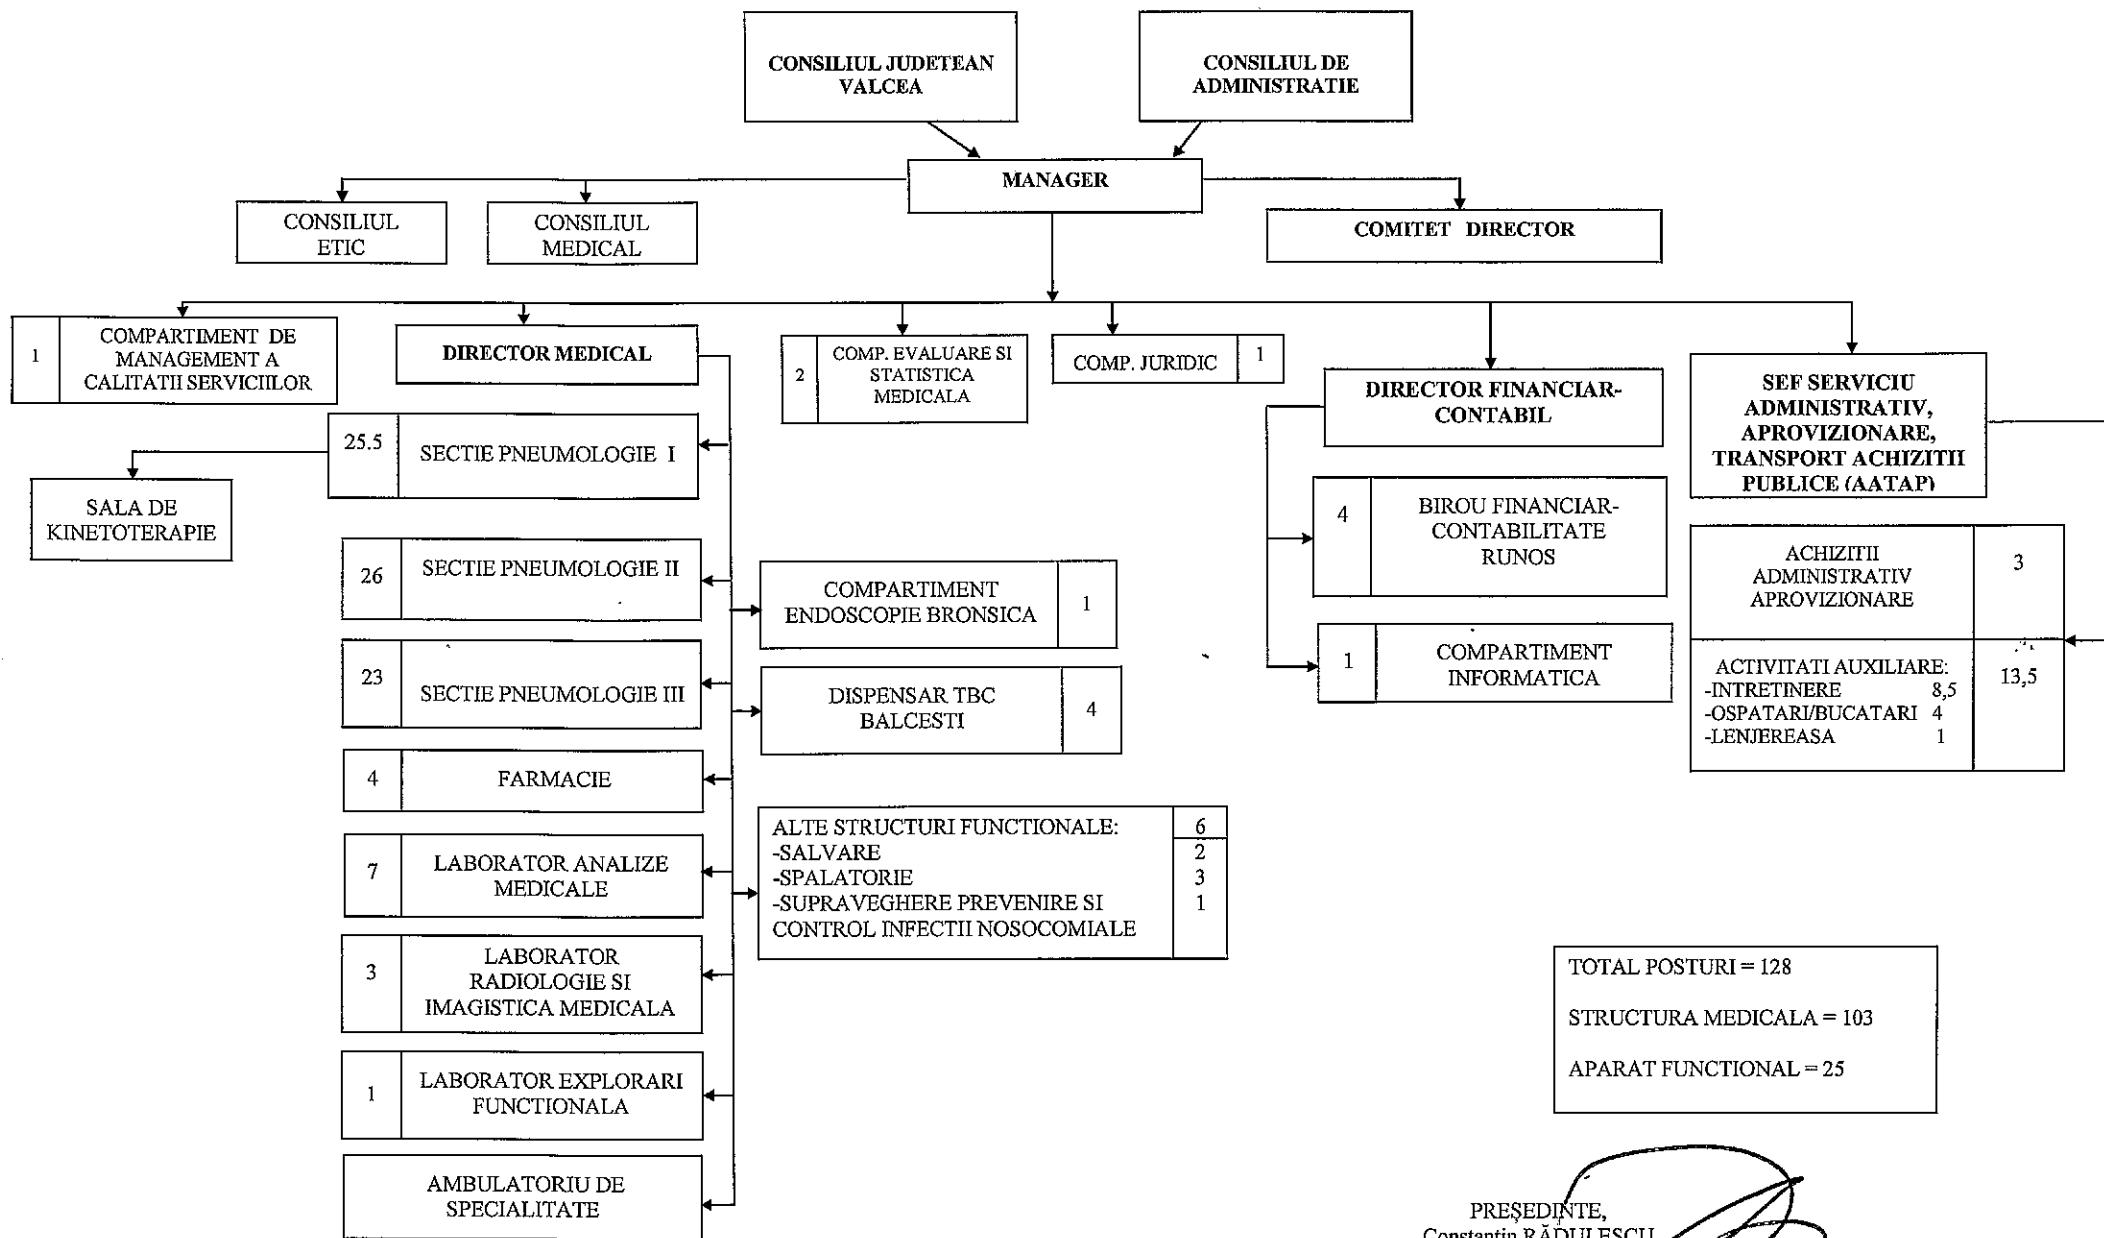 CONSILIUL JUDETEAN
VALCEA
CONSILIUL DE
ADMINISTRATIE
MANAGER
CONSILIUL
ETIC
CONSILIUL
MEDICAL
COMITET DIRECTOR
1
COMPARTIMENT DE
MANAGEMENT A
CALITATII SERVICIILOR
DIRECTOR MEDICAL
2
COMP. EVALUARE SI
STATISTICA
MEDICALA
COMP. JURIDIC
1
DIRECTOR FINANCIAR-
CONTABIL
SEF SERVICIU
ADMINISTRATIV,
APROVIZIONARE,
TRANSPORT ACHIZITII
PUBLICE (AATAP)
25.5
SECTIE PNEUMOLOGIE I
SALA DE
KINETOTERAPIE
26
SECTIE PNEUMOLOGIE II
23
SECTIE PNEUMOLOGIE III
4
FARMACIE
7
LABORATOR ANALIZE
MEDICALE
3
LABORATOR
RADIOLOGIE SI
IMAGISTICA MEDICALA
1
LABORATOR EXPLORARI
FUNCTIONALA
AMBULATORIU DE
SPECIALITATE
COMPARTIMENT
ENDOSCOPIE BRONSICA
1
DISPENSAR TBC
BALCESTI
4
ALTE STRUCTURI FUNCTIONALE: 6
-SALVARE 2
-SPALATORIE 3
-SUPRAVEGHERE PREVENIRE SI 1
CONTROL INFECTII NOSOCOMIALE
4
BIROU FINANCIAR-
CONTABILITATE
RUNOS
1
COMPARTIMENT
INFORMATICA
ACHIZITII
ADMINISTRATIV
APROVIZIONARE
3
ACTIVITATI AUXILIARE: 13,5
-INTRETINERE 8,5
-OSPATARI/BUCATARI 4
-LENJEREASA 1
TOTAL POSTURI = 128
STRUCTURA MEDICALA = 103
APARAT FUNCTIONAL = 25
PREŞEDINTE,
Constantin RĂDULESCU